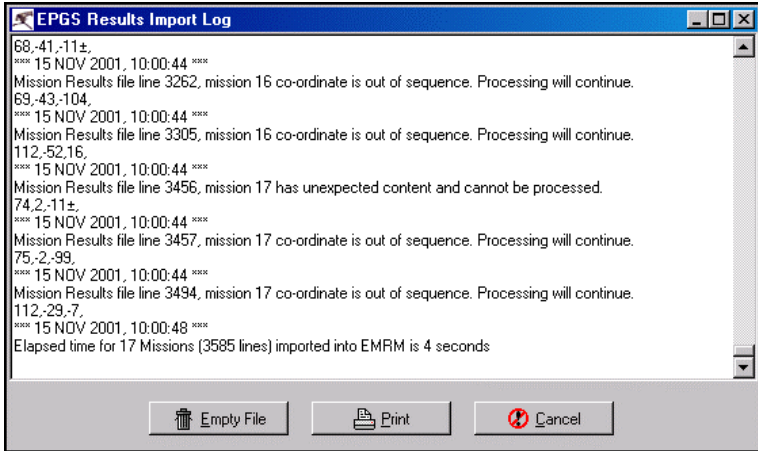 EPGS Results Import Log
68,-41,-11±,
*** 15 NOV 2001, 10:00:44 ***
Mission Results file line 3262, mission 16 co-ordinate is out of sequence. Processing will continue.
69,-43,-104,
*** 15 NOV 2001, 10:00:44 ***
Mission Results file line 3305, mission 16 co-ordinate is out of sequence. Processing will continue.
112,-52,16,
*** 15 NOV 2001, 10:00:44 ***
Mission Results file line 3456, mission 17 has unexpected content and cannot be processed.
74,2,-11±,
*** 15 NOV 2001, 10:00:44 ***
Mission Results file line 3457, mission 17 co-ordinate is out of sequence. Processing will continue.
75,-2,-99,
*** 15 NOV 2001, 10:00:44 ***
Mission Results file line 3494, mission 17 co-ordinate is out of sequence. Processing will continue.
112,-29,-7,
*** 15 NOV 2001, 10:00:48 ***
Elapsed time for 17 Missions (3585 lines) imported into EMRM is 4 seconds
Empty File Print Cancel